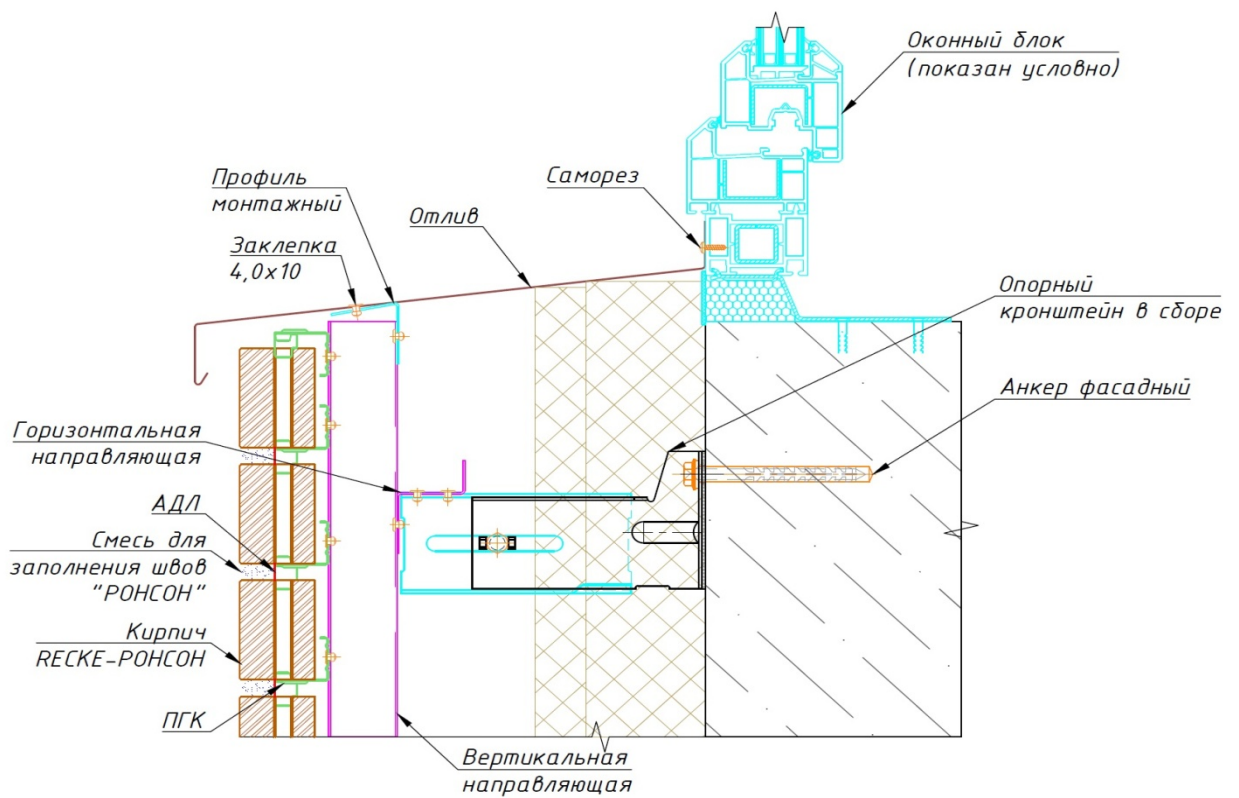 Оконный блок
(показан условно)
Профиль
монтажный
Саморез
Отлив
Заклепка
4,0х10
Опорный
кронштейн в сборе
Анкер фасадный
Горизонтальная
направляющая
АДЛ
Смесь для
заполнения швов
"РОНСОН"
Кирпич
RECKE-РОНСОН
ПГК
Вертикальная
направляющая